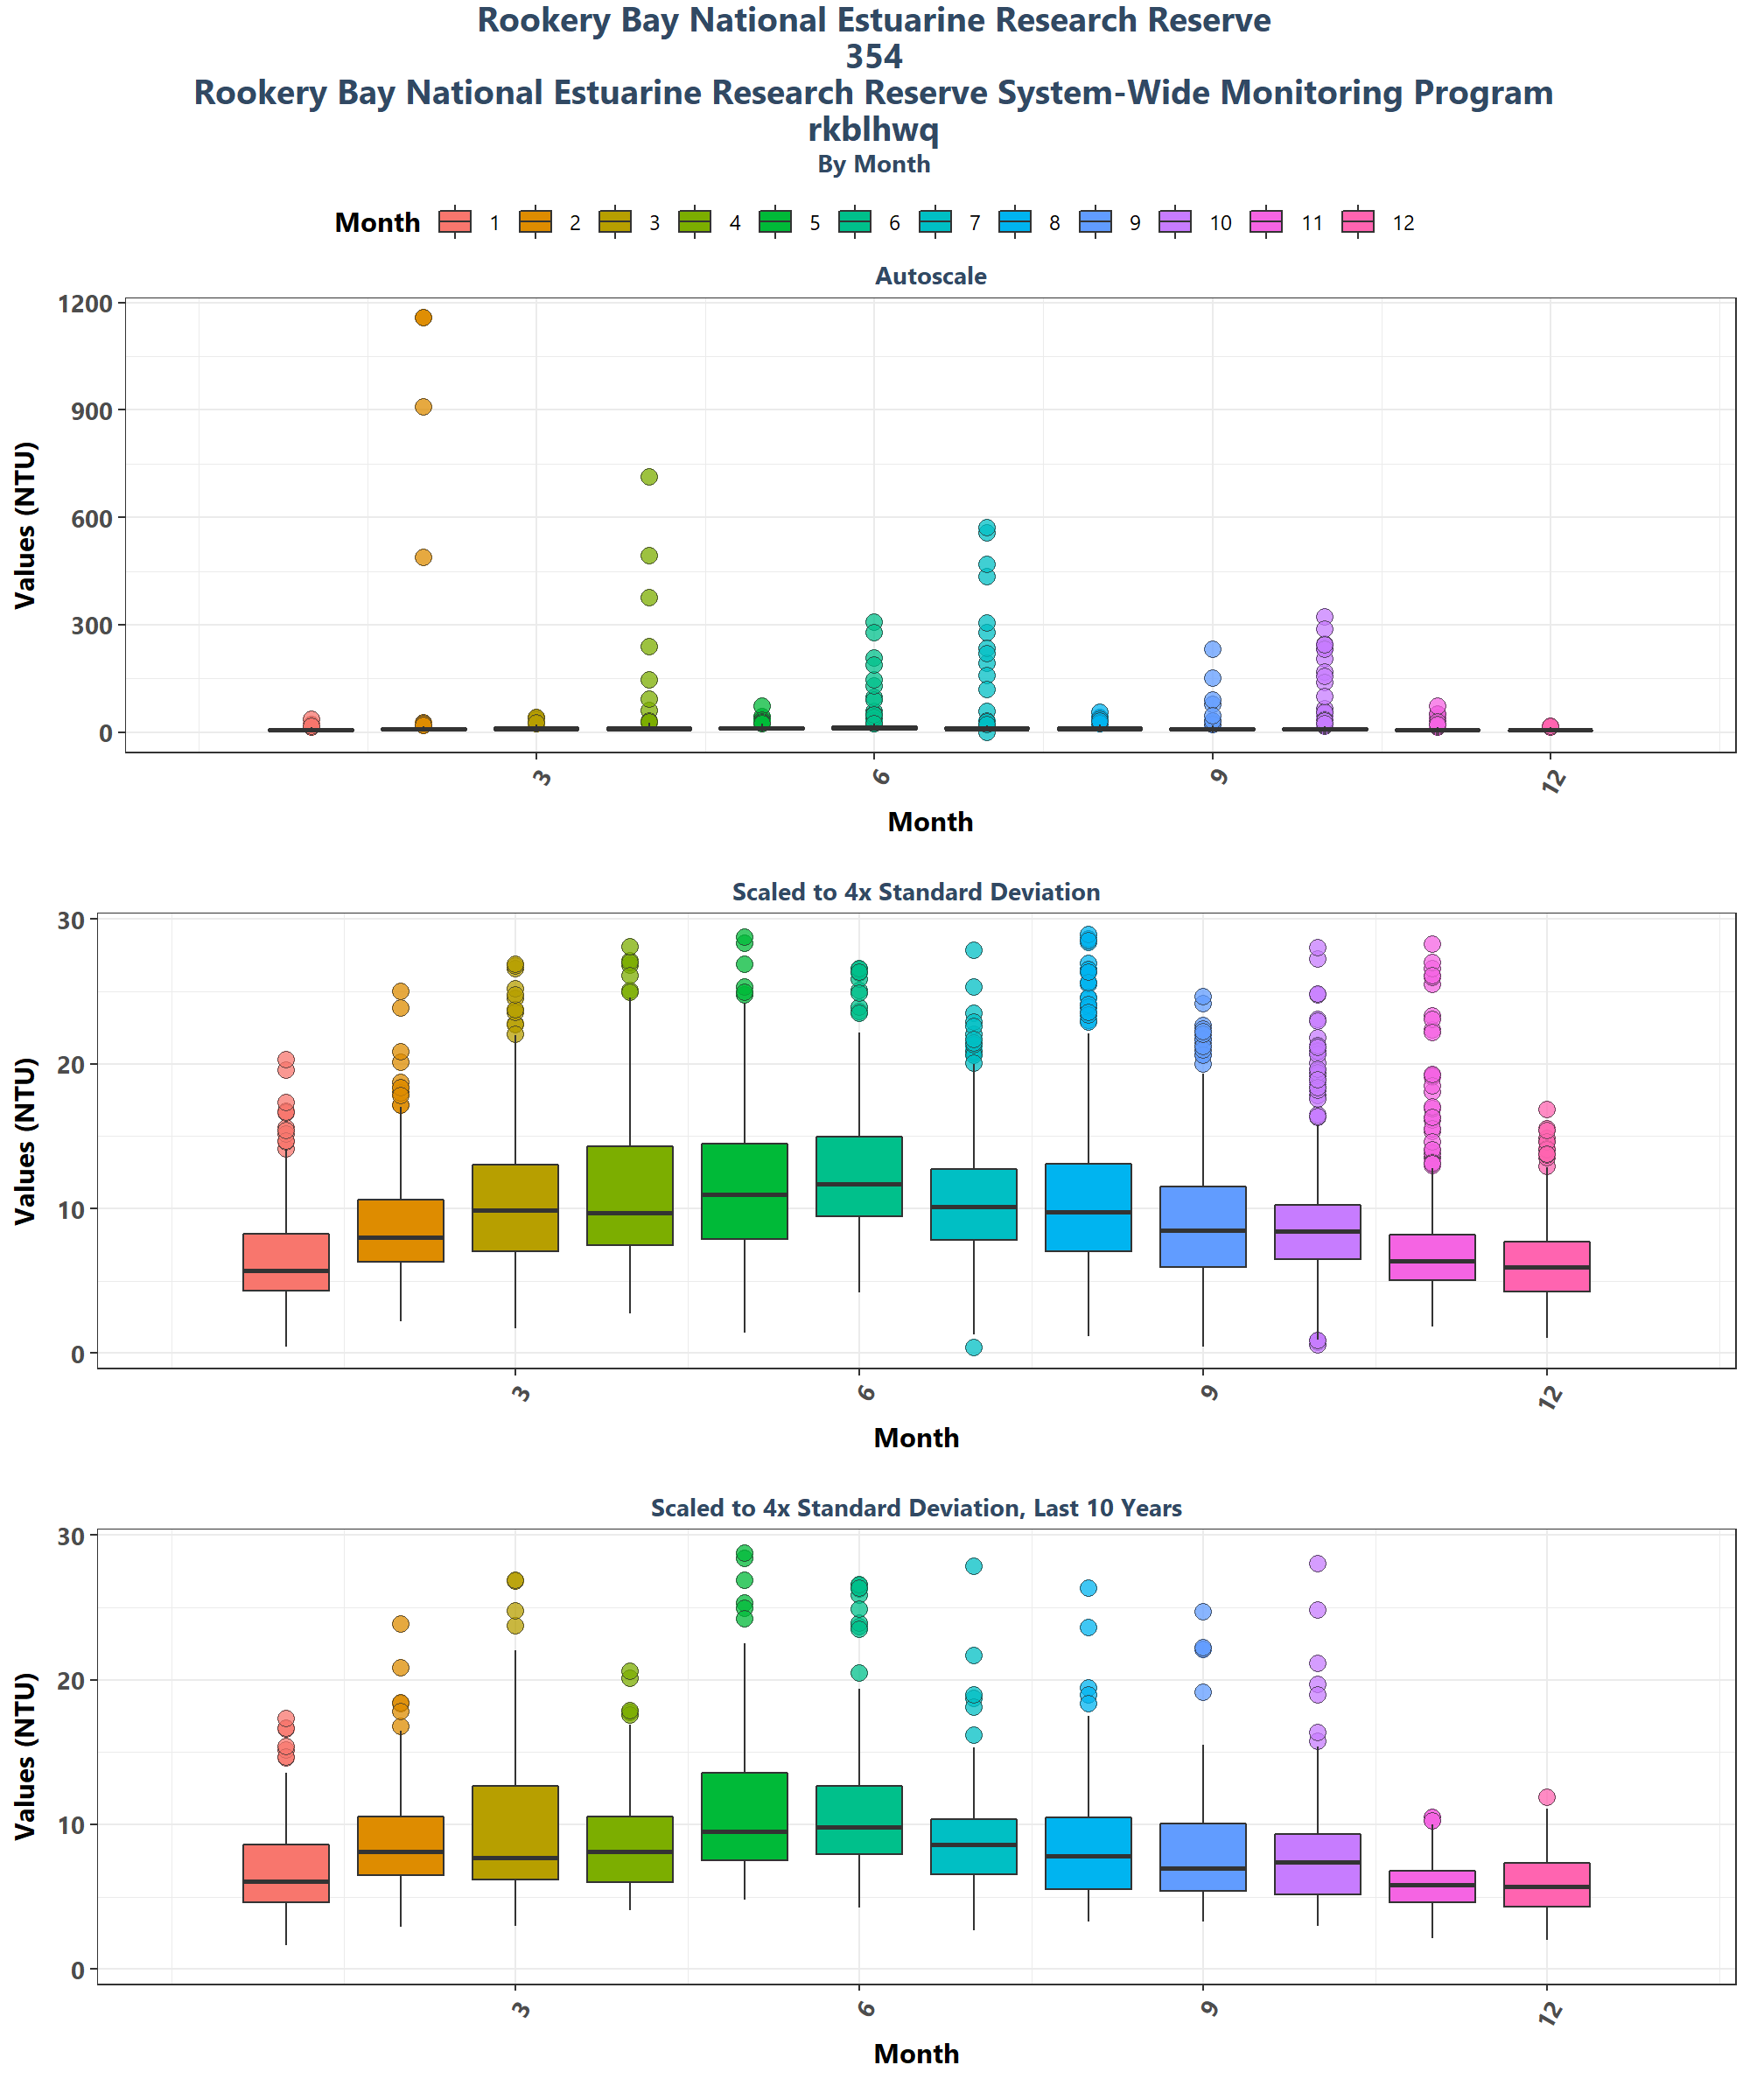 Rookery Bay National Estuarine Research Reserve
354
Rookery Bay National Estuarine Research Reserve System-Wide Monitoring Program
rkblhwq
By Month
Month 1 2 3 4 5 6 7 8 9 10 11 12
Autoscale
Values (NTU)
1200
900
600
300
0
3 6 9 12
Month
Scaled to 4x Standard Deviation
Values (NTU)
30
20
10
0
3 6 9 12
Month
Scaled to 4x Standard Deviation, Last 10 Years
Values (NTU)
30
20
10
0
3 6 9 12
Month